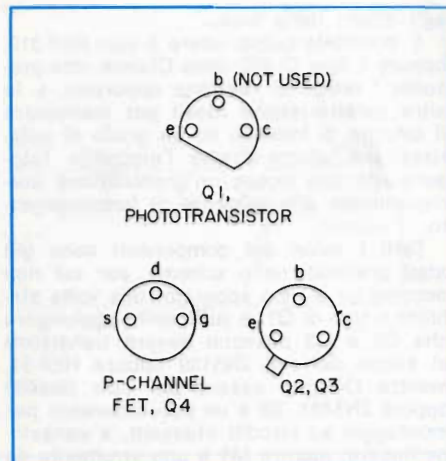 b (NOT USED)
e c
Q1,
PHOTOTRANSISTOR
d
s g
P-CHANNEL
FET, Q4
b
e c
Q2, Q3